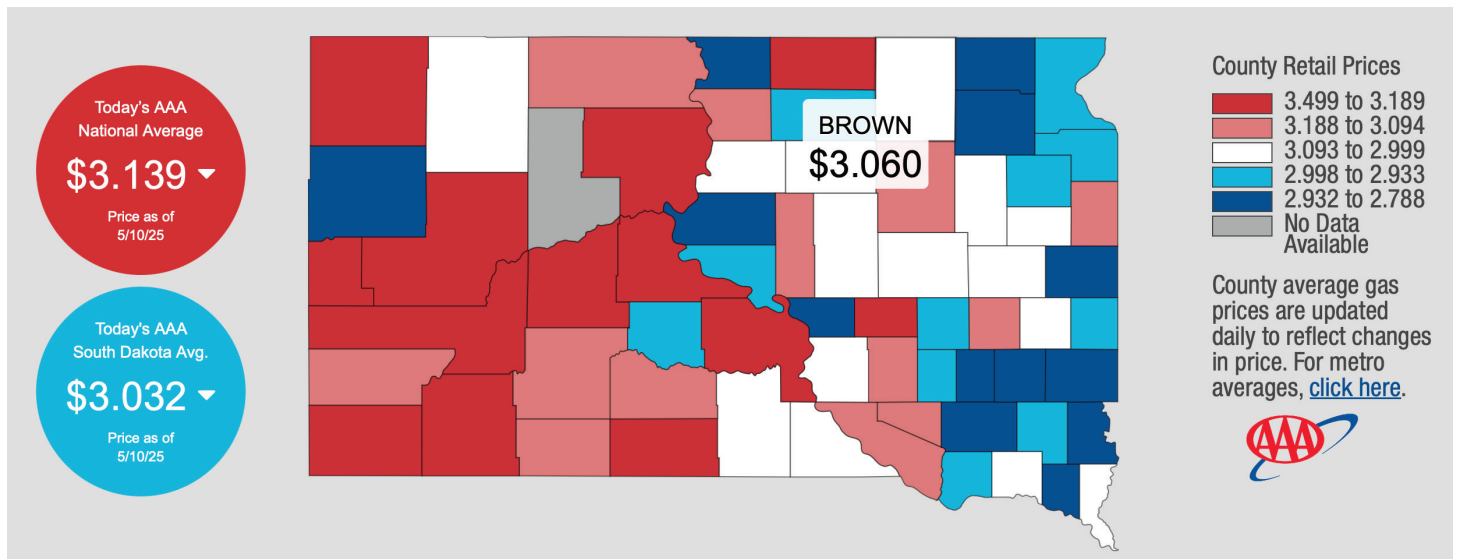 Today's AAA
National Average
$3.139
Price as of
5/10/25
Today's AAA
South Dakota Avg.
$3.032
Price as of
5/10/25
BROWN
$3.060
County Retail Prices
3.499 to 3.189
3.188 to 3.094
3.093 to 2.999
2.998 to 2.933
2.932 to 2.788
No Data
Available
County average gas
prices are updated
daily to reflect changes
in price. For metro
averages, click here.
AAA